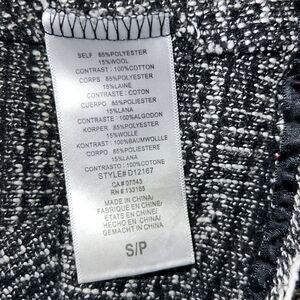 SELF 85%POLYESTER
15%WOOL
CONTRAST : 100%COTTON
CORPS 85%POLYESTER
15%LAINE
CONTRASTE : COTON
CUERPO 85%POLIESTER
15%LANA
CONTRASTE 100%ALGODON
KORPER 85%POLYESTER
15%WOLLE
KONTRAST 100%BAUMWOLLE
CORPO 85%POLIESTERE
15%LANA
CONTRASTO: 100%COTONE
STYLE# D12167
CA# 07043
RN# 133188
MADE IN CHINA/
FABRIQUE EN CHINE/
ETATS EN CHINE/
HECHO EN CHINA/
GEMACHT IN CHINA
S/P